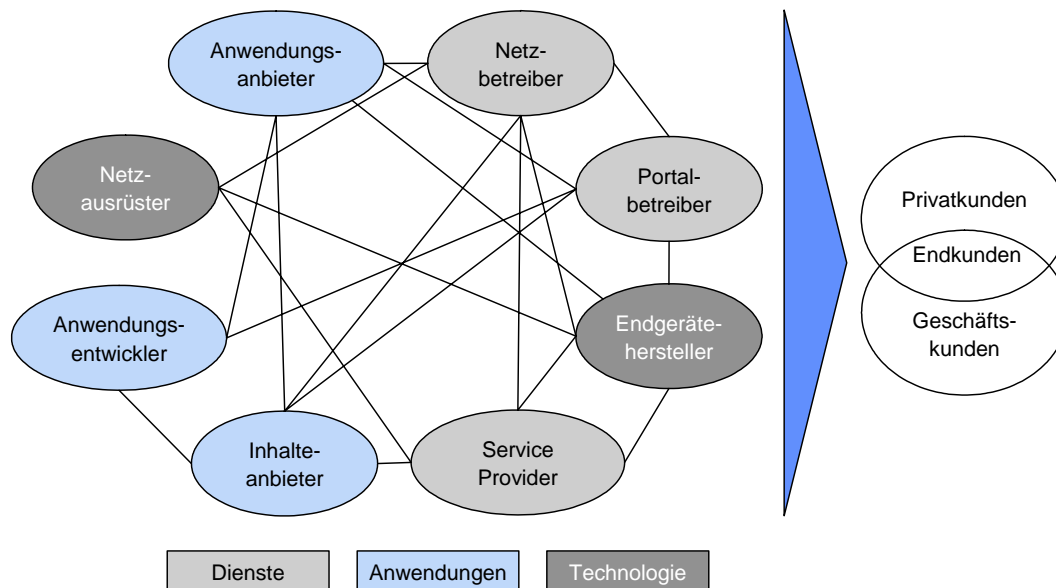 Anwendungs-
anbieter
Netz-
betreiber
Netz-
ausrüster
Portal-
betreiber
Privatkunden
Endkunden
Geschäfts-
kunden
Anwendungs-
entwickler
Endgeräte-
hersteller
Inhalte-
anbieter
Service
Provider
Dienste
Anwendungen
Technologie